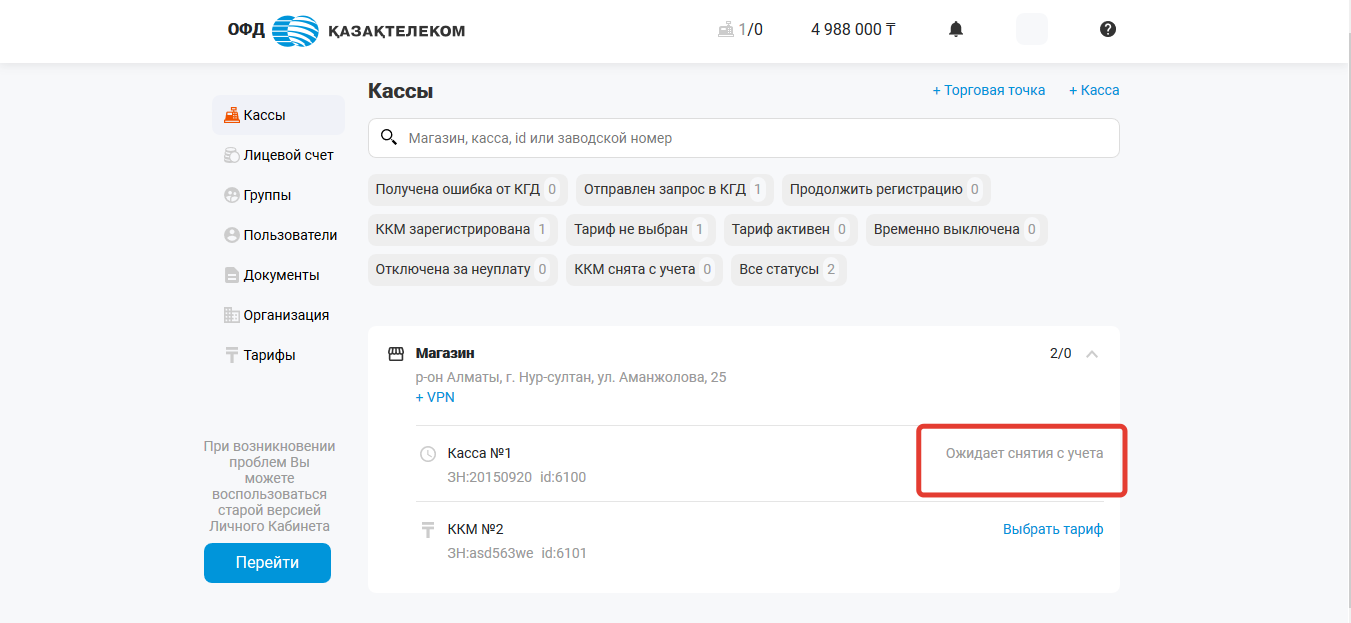 ОФД ҚАЗАҚТЕЛЕКОМ 1/0 4 988 000 ₸
Кассы
Лицевой счет
Группы
Пользователи
Документы
Организация
Тарифы
При возникновении
проблем Вы
можете
воспользоваться
старой версией
Личного Кабинета
Перейти
Кассы + Торговая точка + Касса
Магазин, касса, id или заводской номер
Получена ошибка от КГД 0 Отправлен запрос в КГД 1 Продолжить регистрацию 0
ККМ зарегистрирована 1 Тариф не выбран 1 Тариф активен 0 Временно выключена 0
Отключена за неуплату 0 ККМ снята с учета 0 Все статусы 2
Магазин 2/0
р-он Алматы, г. Нур-султан, ул. Аманжолова, 25
+ VPN
Касса №1 Ожидает снятия с учета
ЗН:20150920 id:6100
ККМ №2 Выбрать тариф
ЗН:asd563we id:6101